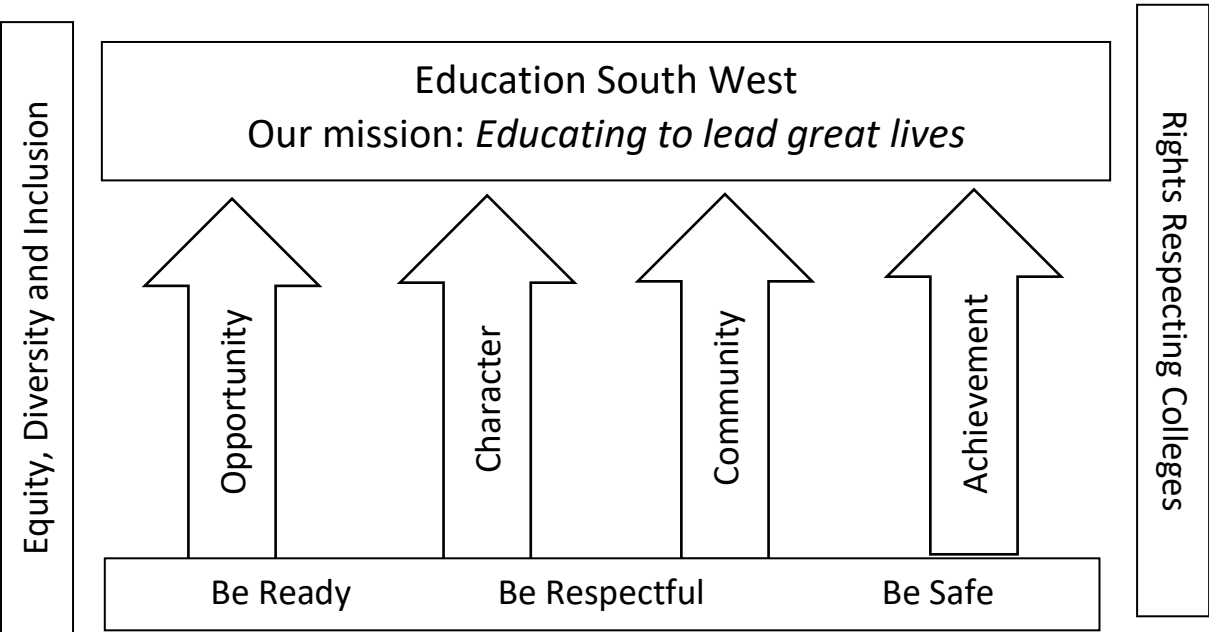 Equity, Diversity and Inclusion
Education South West
Our mission: Educating to lead great lives
Opportunity
Character
Community
Achievement
Be Ready
Be Respectful
Be Safe
Rights Respecting Colleges